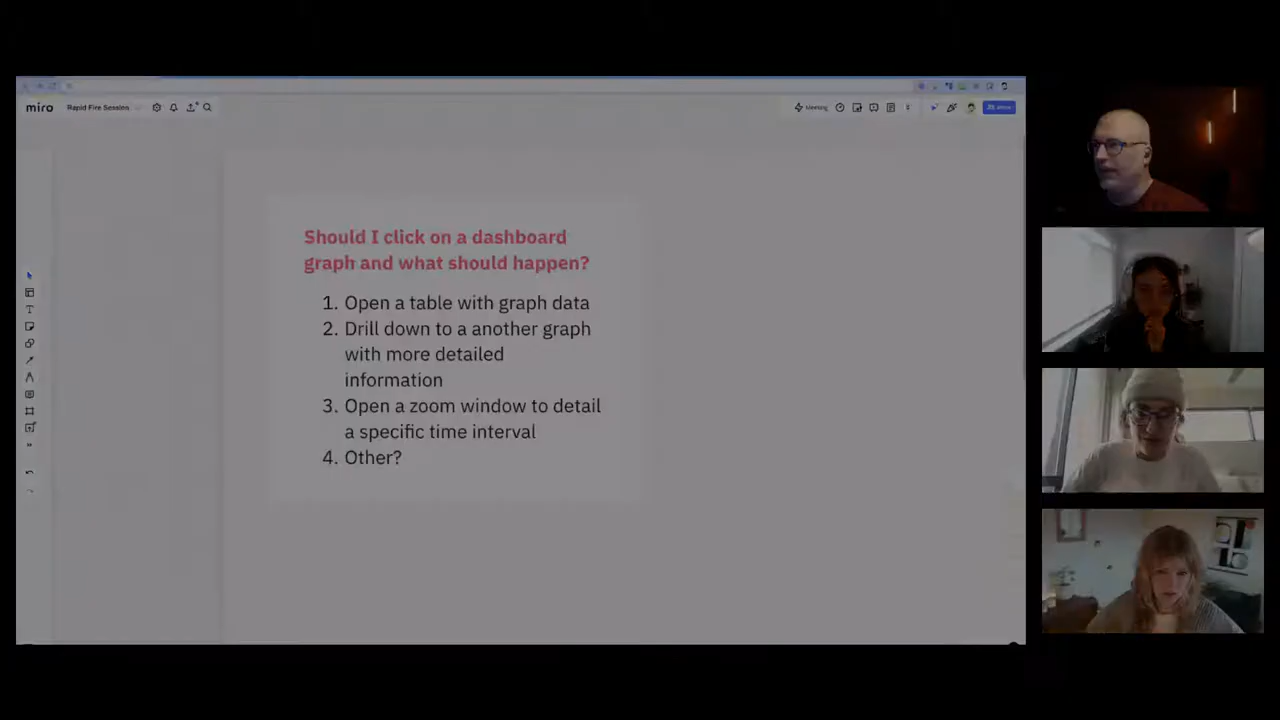 miro Rapid Fire Session
Meeting
Should I click on a dashboard
graph and what should happen?
1. Open a table with graph data
2. Drill down to a another graph
with more detailed
information
3. Open a zoom window to detail
a specific time interval
4. Other?